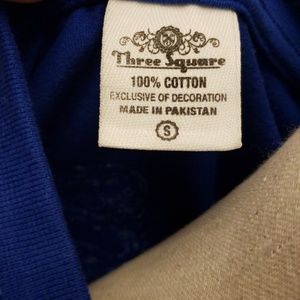 Three Square
100% COTTON
EXCLUSIVE OF DECORATION
MADE IN PAKISTAN
S